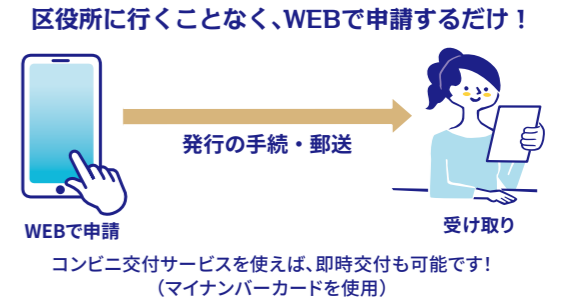 区役所に行くことなく、WEBで申請するだけ！
発行の手続・郵送
WEBで申請
受け取り
コンビニ交付サービスを使えば、即時交付も可能です！
（マイナンバーカードを使用）